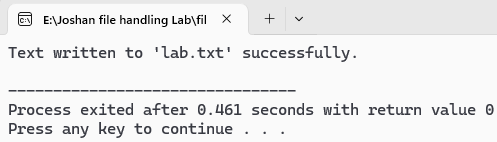 E:\Joshan file handling Lab\fil
Text written to 'lab.txt' successfully.
--------------------------------
Process exited after 0.461 seconds with return value 0
Press any key to continue . . .